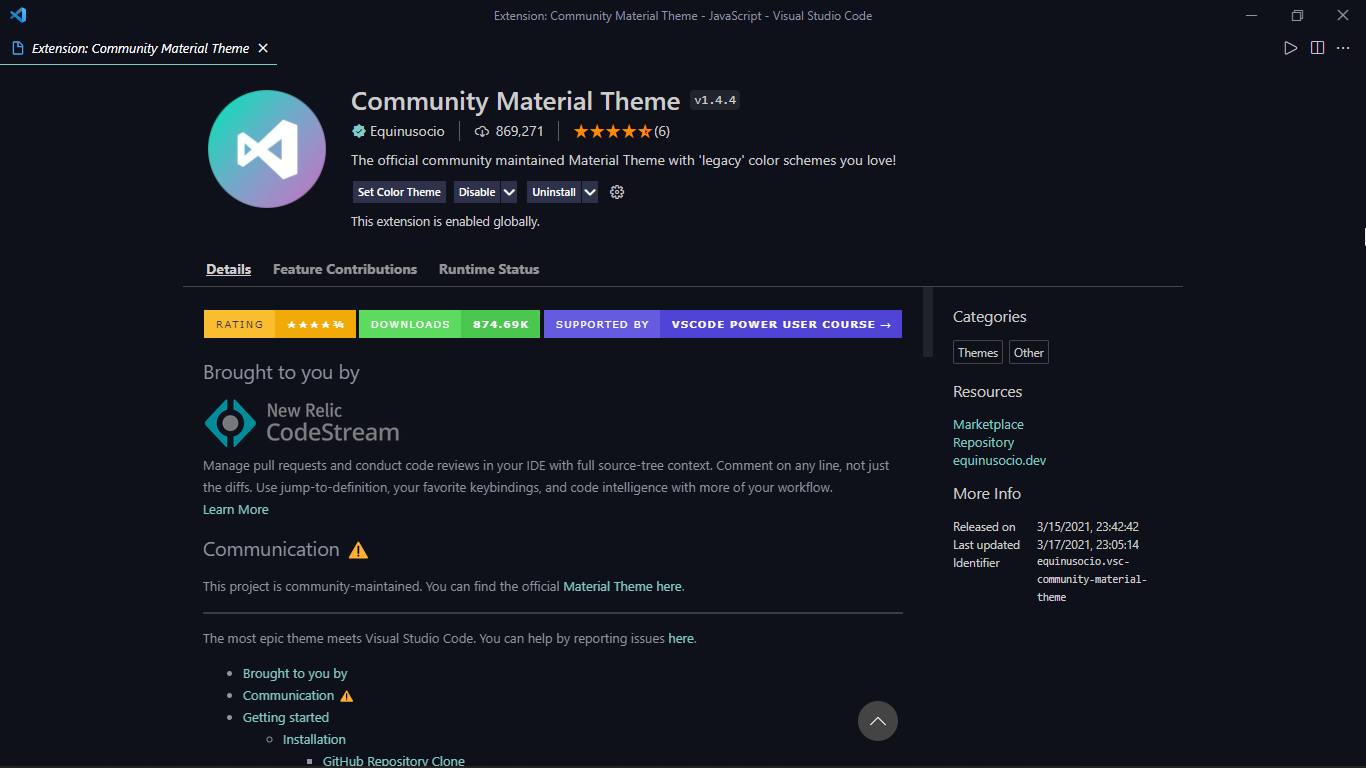 Extension: Community Material Theme - JavaScript - Visual Studio Code
Extension: Community Material Theme
Community Material Theme v1.4.4
Equinusocio 869,271 (6)
The official community maintained Material Theme with 'legacy' color schemes you love!
Set Color Theme Disable Uninstall
This extension is enabled globally.
Details Feature Contributions Runtime Status
RATING ★★★★¾ DOWNLOADS 874.69K SUPPORTED BY VSCODE POWER USER COURSE →
Brought to you by
New Relic
CodeStream
Manage pull requests and conduct code reviews in your IDE with full source-tree context. Comment on any line, not just
the diffs. Use jump-to-definition, your favorite keybindings, and code intelligence with more of your workflow.
Learn More
Communication ⚠️
This project is community-maintained. You can find the official Material Theme here.
The most epic theme meets Visual Studio Code. You can help by reporting issues here.
• Brought to you by
• Communication ⚠️
• Getting started
◦ Installation
▪ GitHub Repository Clone
Categories
Themes Other
Resources
Marketplace
Repository
equinusocio.dev
More Info
Released on 3/15/2021, 23:42:42
Last updated 3/17/2021, 23:05:14
Identifier equinusocio.vsc-
community-material-
theme